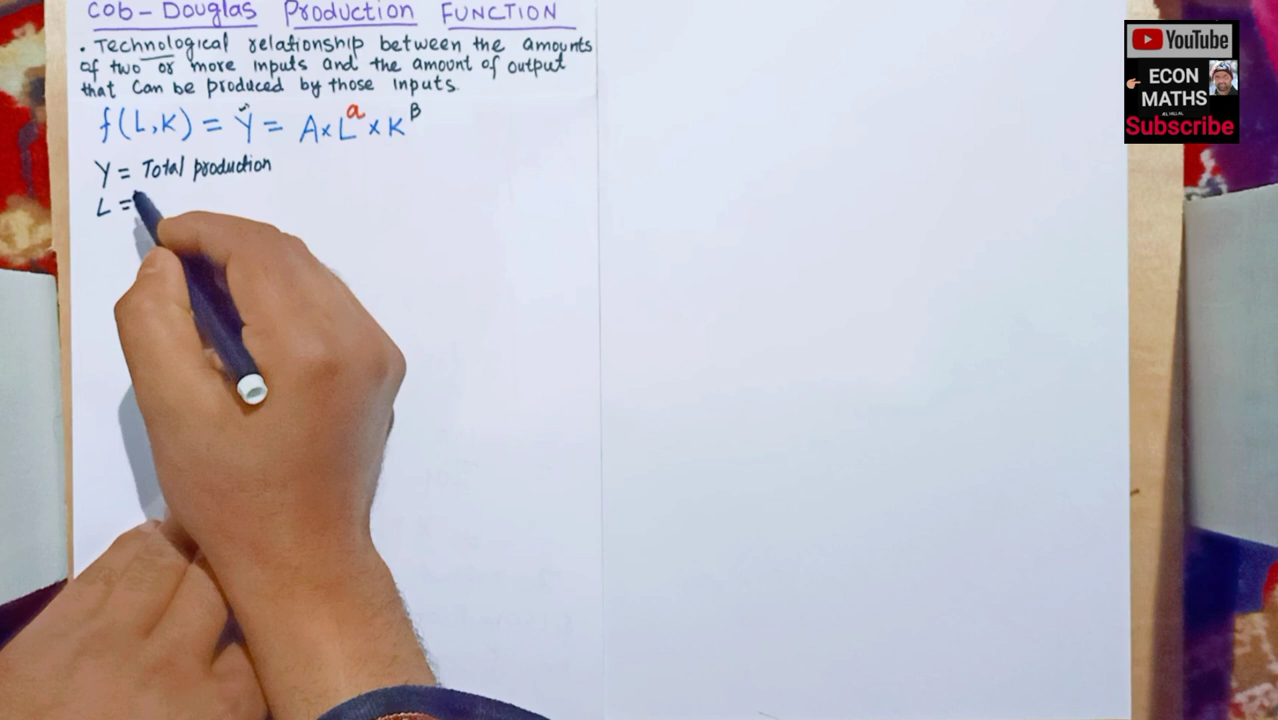 Cob-Douglas Production FUNCTION
• Technological relationship between the amounts
of two or more inputs and the amount of output
that can be produced by those inputs.
f(L,K) = Y = A×L^a×K^β
Y = Total production
L =
YouTube
ECON
MATHS
Subscribe